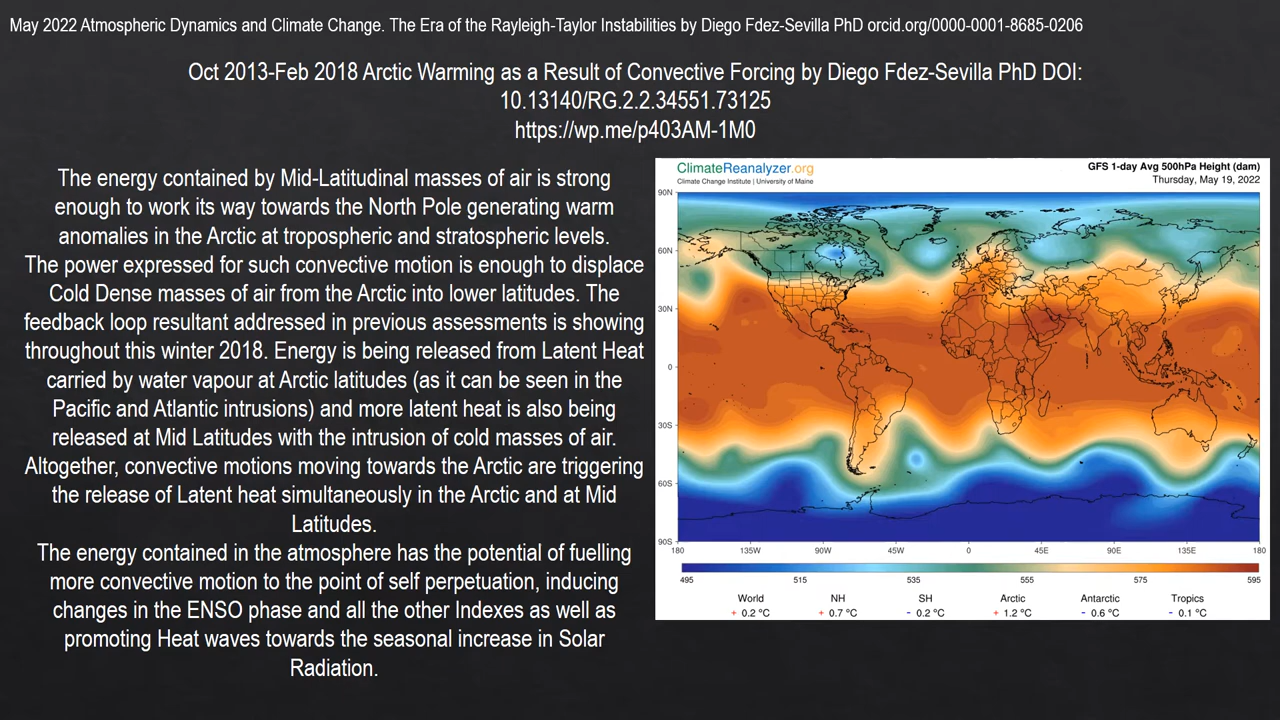 May 2022 Atmospheric Dynamics and Climate Change. The Era of the Rayleigh-Taylor Instabilities by Diego Fdez-Sevilla PhD orcid.org/0000-0001-8685-0206
Oct 2013-Feb 2018 Arctic Warming as a Result of Convective Forcing by Diego Fdez-Sevilla PhD DOI:
10.13140/RG.2.2.34551.73125
https://wp.me/p403AM-1M0
The energy contained by Mid-Latitudinal masses of air is strong
enough to work its way towards the North Pole generating warm
anomalies in the Arctic at tropospheric and stratospheric levels.
The power expressed for such convective motion is enough to displace
Cold Dense masses of air from the Arctic into lower latitudes. The
feedback loop resultant addressed in previous assessments is showing
throughout this winter 2018. Energy is being released from Latent Heat
carried by water vapour at Arctic latitudes (as it can be seen in the
Pacific and Atlantic intrusions) and more latent heat is also being
released at Mid Latitudes with the intrusion of cold masses of air.
Altogether, convective motions moving towards the Arctic are triggering
the release of Latent heat simultaneously in the Arctic and at Mid
Latitudes.
The energy contained in the atmosphere has the potential of fuelling
more convective motion to the point of self perpetuation, inducing
changes in the ENSO phase and all the other Indexes as well as
promoting Heat waves towards the seasonal increase in Solar
Radiation.
ClimateReanalyzer.org
Climate Change Institute | University of Maine
GFS 1-day Avg 500hPa Height (dam)
Thursday, May 19, 2022
90N
60N
30N
0
30S
60S
90S
180 135W 90W 45W 0 45E 90E 135E 180
495 515 535 555 575 595
World NH SH Arctic Antarctic Tropics
+ 0.2 °C + 0.7 °C - 0.2 °C + 1.2 °C - 0.6 °C - 0.1 °C